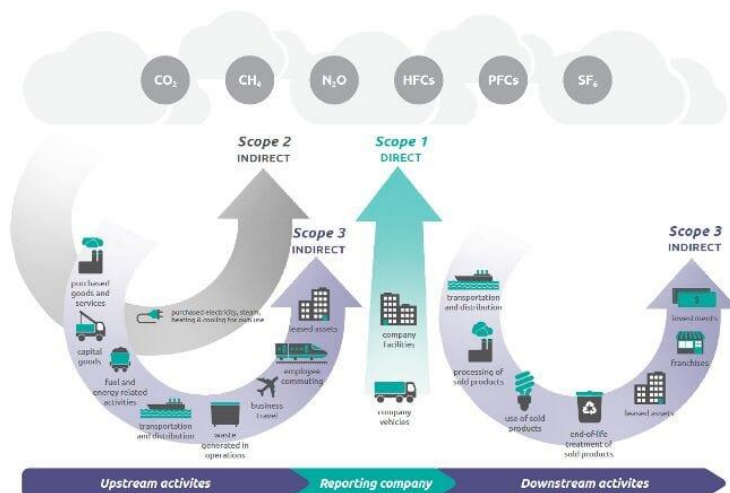 CO₂
CH₄
N₂O
HFCs
PFCs
SF₆
Scope 2
INDIRECT
Scope 1
DIRECT
Scope 3
INDIRECT
Scope 3
INDIRECT
purchased
goods and
services
capital
goods
fuel and
energy related
activities
transportation
and distribution
waste
generated in
operations
business
travel
employee
commuting
leased assets
purchased electricity, steam,
heating & cooling for own use
company
facilities
company
vehicles
transportation
and distribution
processing of
sold products
use of sold
products
end-of-life
treatment of
sold products
leased assets
franchises
$
investments
Upstream activites
Reporting company
Downstream activites